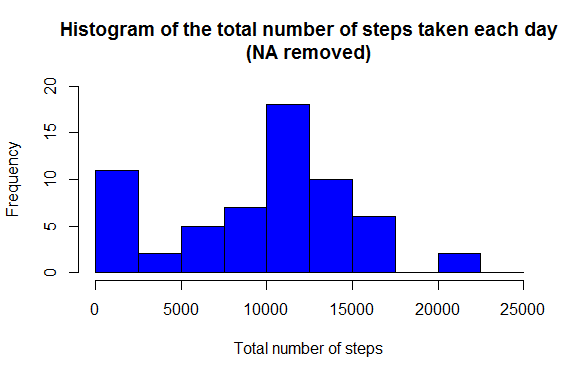 Histogram of the total number of steps taken each day
(NA removed)
Frequency
20
15
10
5
0
0 5000 10000 15000 20000 25000
Total number of steps